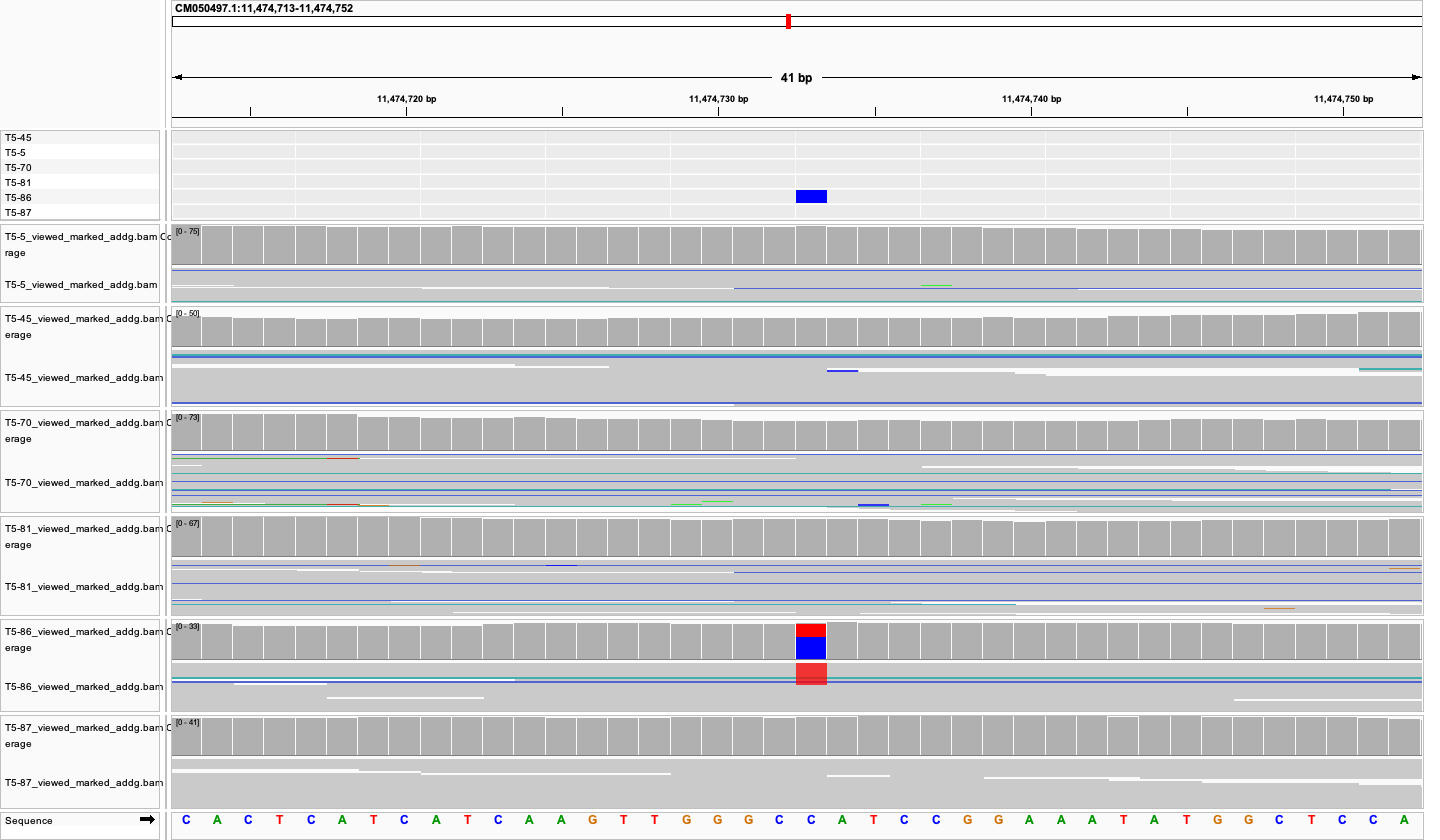 CM050497.1:11,474,713-11,474,752
41 bp
11,474,720 bp 11,474,730 bp 11,474,740 bp 11,474,750 bp
T5-45
T5-5
T5-70
T5-81
T5-86
T5-87
T5-5_viewed_marked_addg.bam Co
rage
[0 - 75]
T5-5_viewed_marked_addg.bam
T5-45_viewed_marked_addg.bam C
erage
[0 - 50]
T5-45_viewed_marked_addg.bam
T5-70_viewed_marked_addg.bam C
erage
[0 - 73]
T5-70_viewed_marked_addg.bam
T5-81_viewed_marked_addg.bam C
erage
[0 - 67]
T5-81_viewed_marked_addg.bam
T5-86_viewed_marked_addg.bam C
erage
[0 - 33]
T5-86_viewed_marked_addg.bam
T5-87_viewed_marked_addg.bam C
erage
[0 - 41]
T5-87_viewed_marked_addg.bam
Sequence C A C T C A T C A T C A A G T T G G G C C A T C C G G A A A T A T G G C T C C A